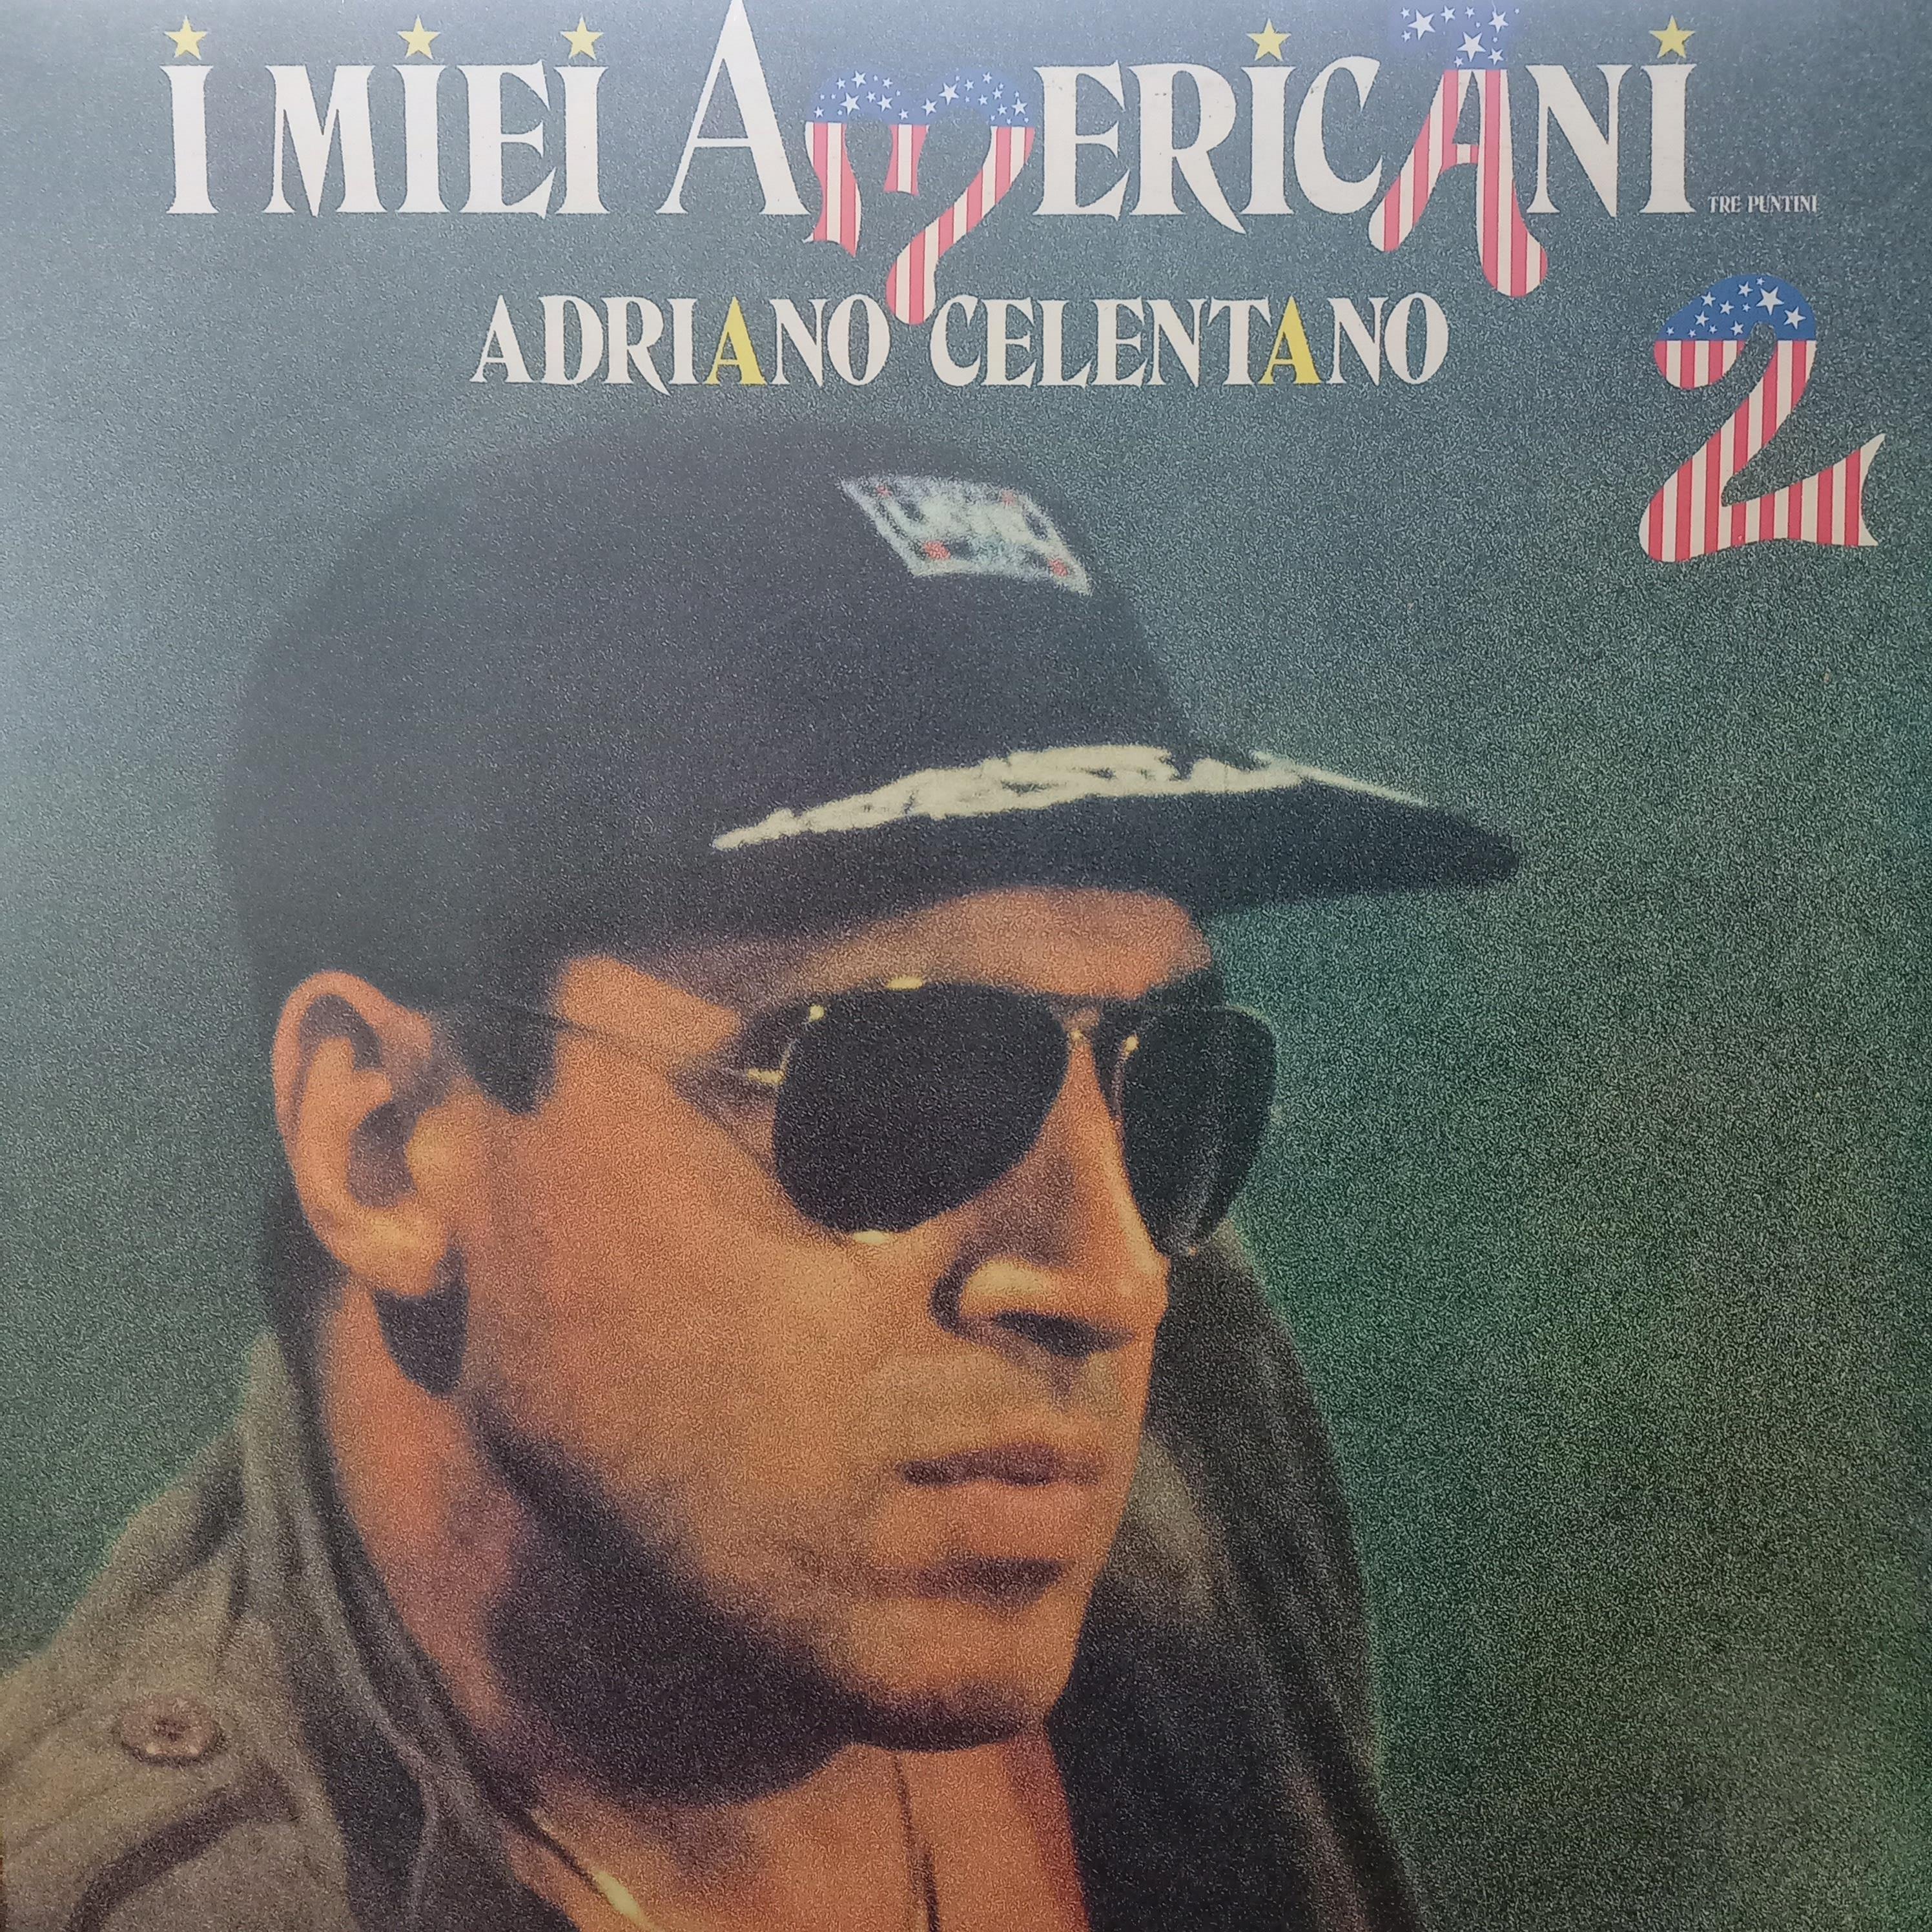 I MIEI AMERICANI TRE PUNTINI
ADRIANO CELENTANO
2